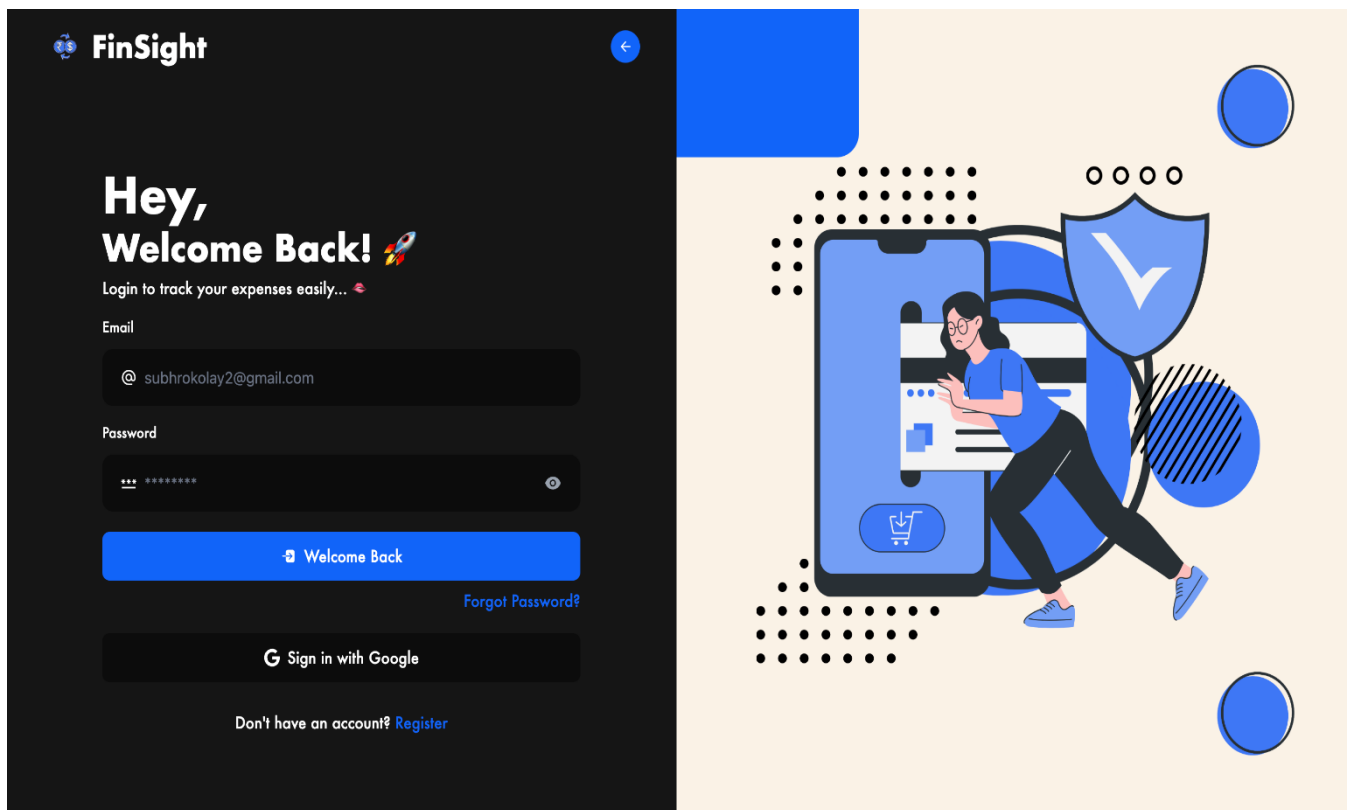 FinSight
Hey,
Welcome Back! 🚀
Login to track your expenses easily... 🫦
Email
@ subhrokolay2@gmail.com
Password
*** ********
Welcome Back
Forgot Password?
G Sign in with Google
Don't have an account? Register